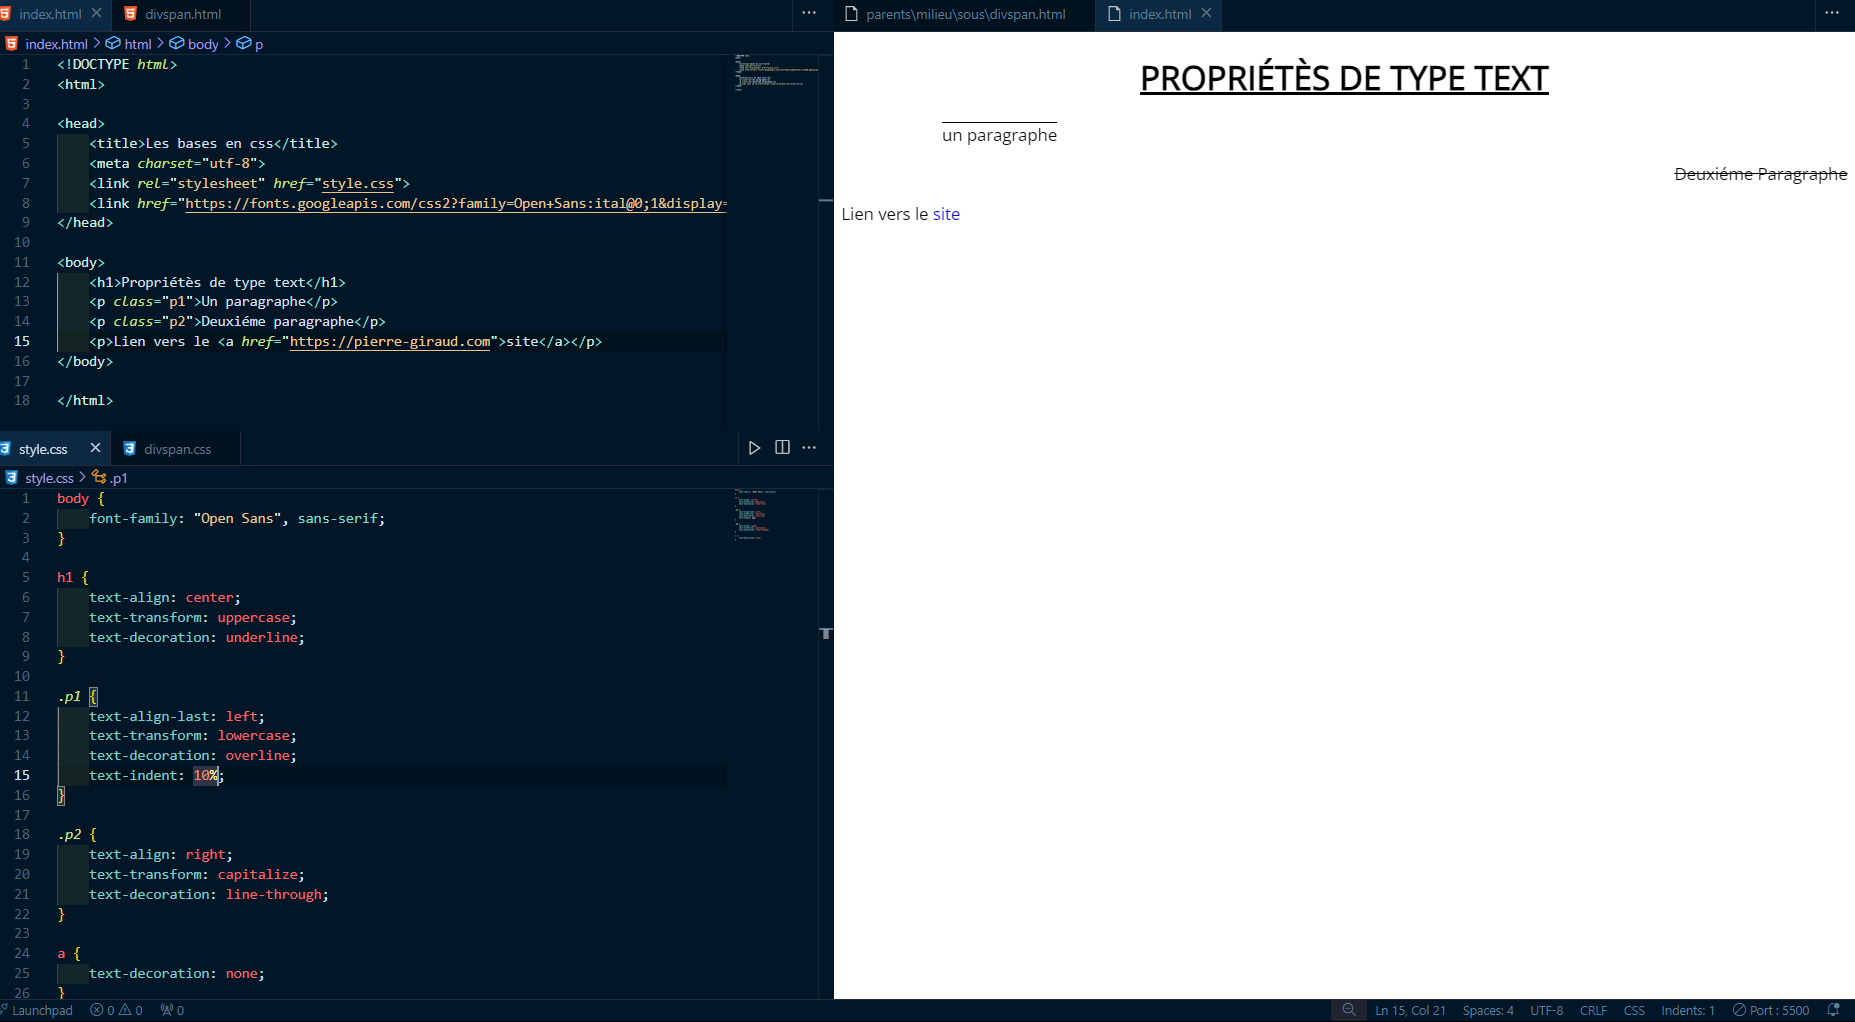 index.html divspan.html
index.html > html > body > p
1 <!DOCTYPE html>
2 <html>
3
4 <head>
5 <title>Les bases en css</title>
6 <meta charset="utf-8">
7 <link rel="stylesheet" href="style.css">
8 <link href="https://fonts.googleapis.com/css2?family=Open+Sans:ital@0;1&display=
9 </head>
10
11 <body>
12 <h1>Propriétès de type text</h1>
13 <p class="p1">Un paragraphe</p>
14 <p class="p2">Deuxiéme paragraphe</p>
15 <p>Lien vers le <a href="https://pierre-giraud.com">site</a></p>
16 </body>
17
18 </html>
style.css divspan.css
style.css > .p1
1 body {
2 font-family: "Open Sans", sans-serif;
3 }
4
5 h1 {
6 text-align: center;
7 text-transform: uppercase;
8 text-decoration: underline;
9 }
10
11 .p1 {
12 text-align-last: left;
13 text-transform: lowercase;
14 text-decoration: overline;
15 text-indent: 10%;
16 }
17
18 .p2 {
19 text-align: right;
20 text-transform: capitalize;
21 text-decoration: line-through;
22 }
23
24 a {
25 text-decoration: none;
26 }
parents\milieu\sous\divspan.html index.html
PROPRIÉTÈS DE TYPE TEXT
un paragraphe
Deuxiéme Paragraphe
Lien vers le site
Launchpad 0 0 0 Ln 15, Col 21 Spaces: 4 UTF-8 CRLF CSS Indents: 1 Port : 5500